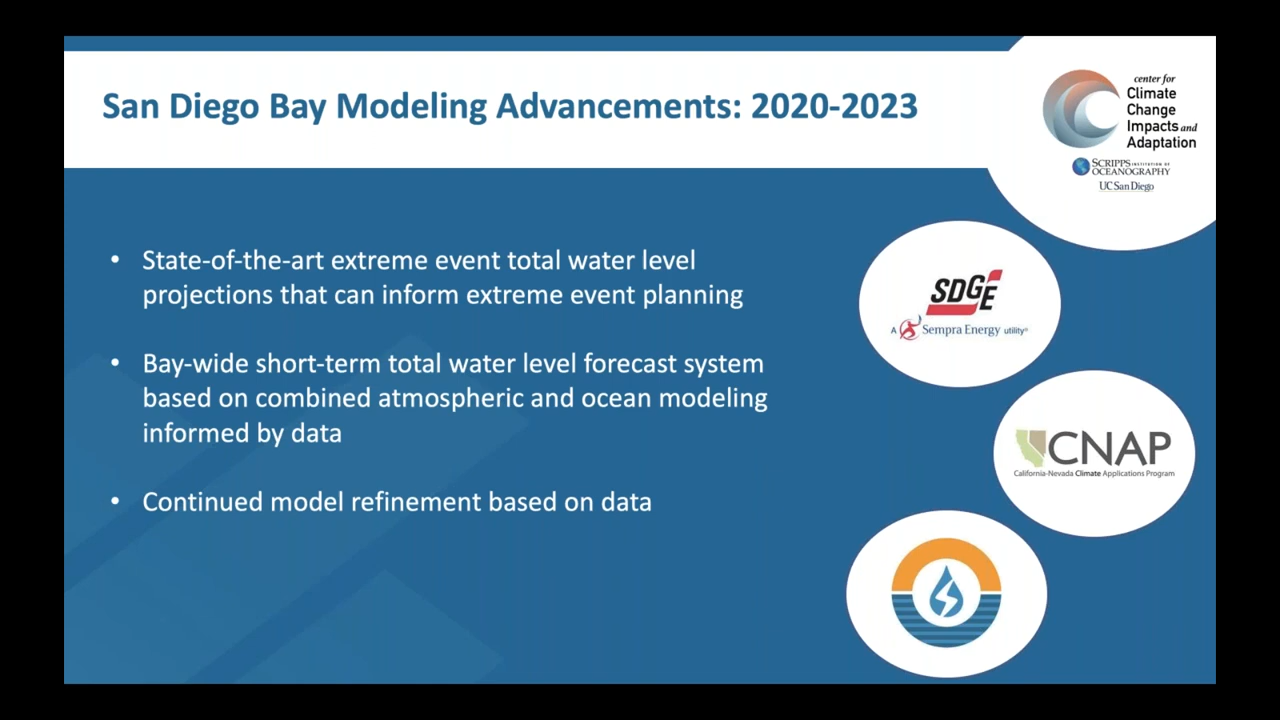 San Diego Bay Modeling Advancements: 2020-2023
center for
Climate
Change
Impacts and
Adaptation
SCRIPPS INSTITUTION OF
OCEANOGRAPHY
UC San Diego
• State-of-the-art extreme event total water level
projections that can inform extreme event planning
• Bay-wide short-term total water level forecast system
based on combined atmospheric and ocean modeling
informed by data
• Continued model refinement based on data
SDGE
A Sempra Energy utility®
CNAP
California-Nevada Climate Applications Program